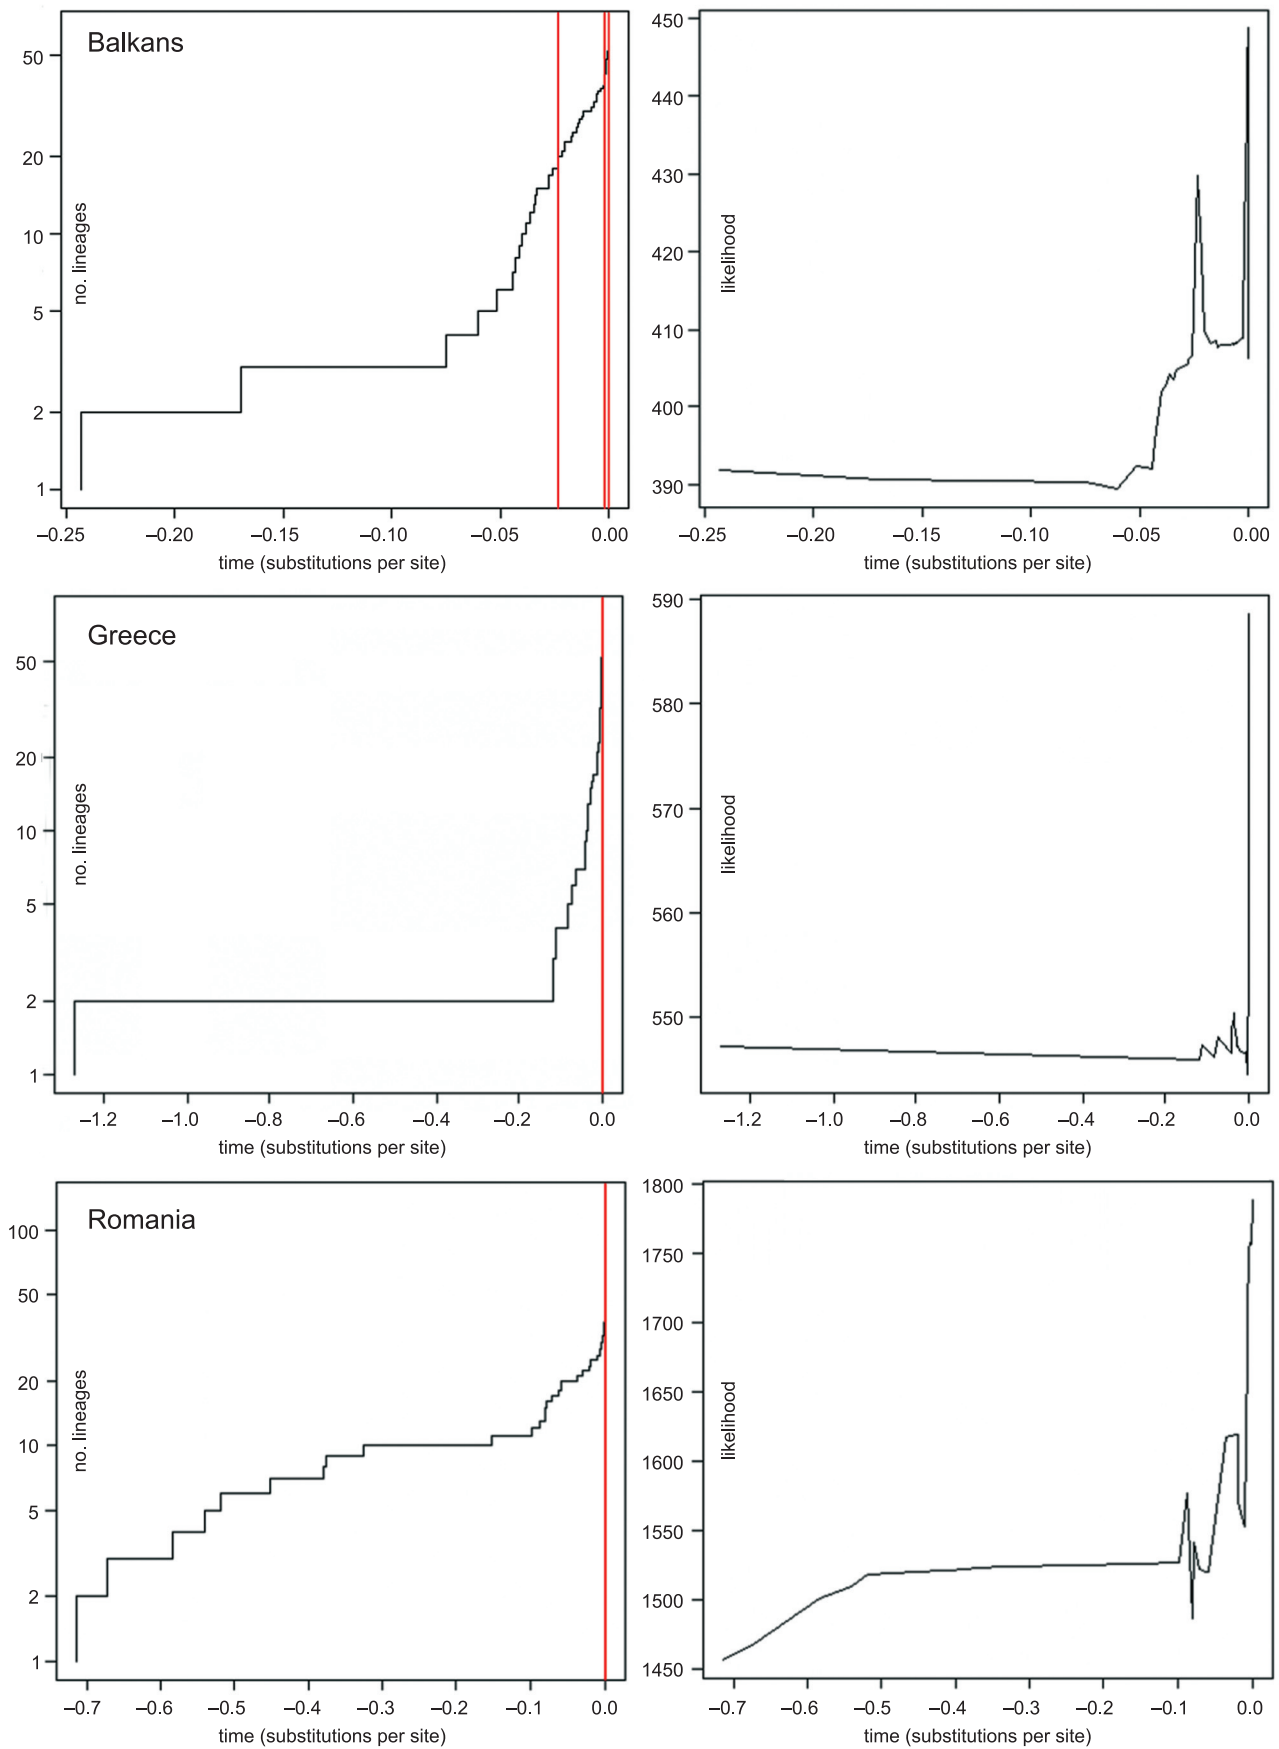 Balkans
no. lineages
50
20
10
5
2
1
–0.25 –0.20 –0.15 –0.10 –0.05 0.00
time (substitutions per site)
likelihood
450
440
430
420
410
400
390
–0.25 –0.20 –0.15 –0.10 –0.05 0.00
time (substitutions per site)
Greece
no. lineages
50
20
10
5
2
1
–1.2 –1.0 –0.8 –0.6 –0.4 –0.2 0.0
time (substitutions per site)
likelihood
590
580
570
560
550
–1.2 –1.0 –0.8 –0.6 –0.4 –0.2 0.0
time (substitutions per site)
Romania
no. lineages
100
50
20
10
5
2
1
–0.7 –0.6 –0.5 –0.4 –0.3 –0.2 –0.1 0.0
time (substitutions per site)
likelihood
1800
1750
1700
1650
1600
1550
1500
1450
–0.7 –0.6 –0.5 –0.4 –0.3 –0.2 –0.1 0.0
time (substitutions per site)